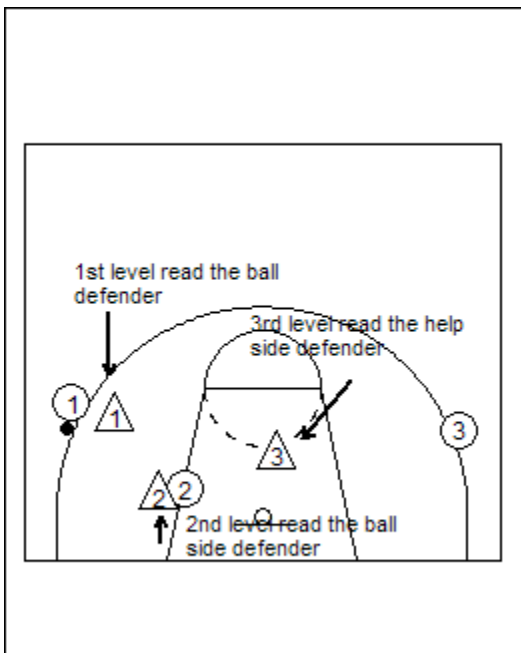 1st level read the ball
defender
3rd level read the help
side defender
1
1
3
3
2
2
2nd level read the ball
side defender